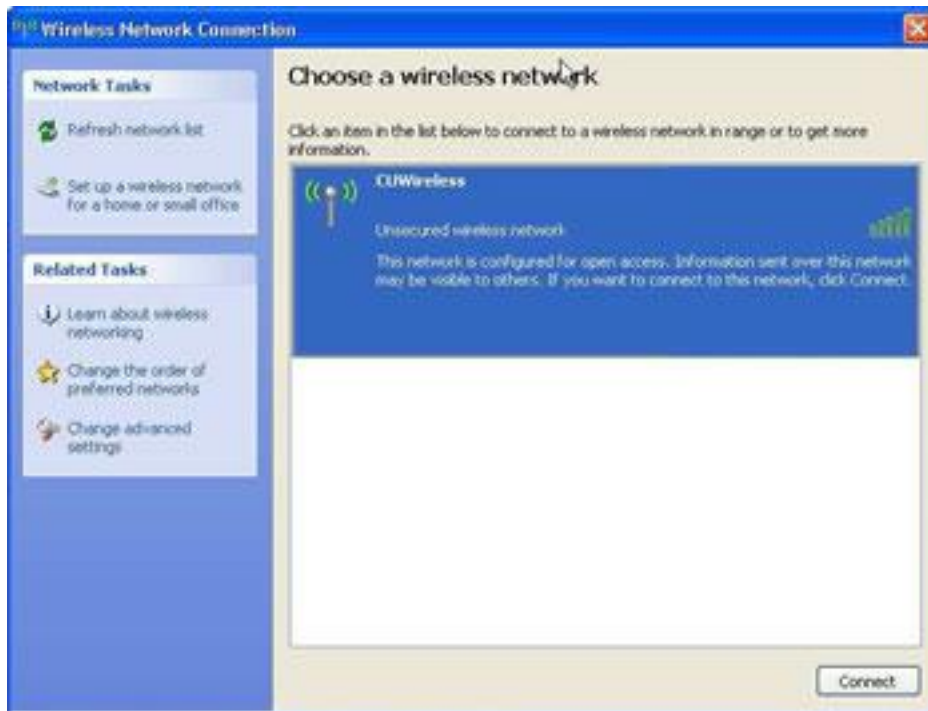 Wireless Network Connection
Network Tasks
Refresh network list
Set up a wireless network
for a home or small office
Related Tasks
Learn about wireless
networking
Change the order of
preferred networks
Change advanced
settings
Choose a wireless network
Click an item in the list below to connect to a wireless network in range or to get more
information.
CUWireless
Unsecured wireless network
This network is configured for open access. Information sent over this network
may be visible to others. If you want to connect to this network, click Connect.
Connect